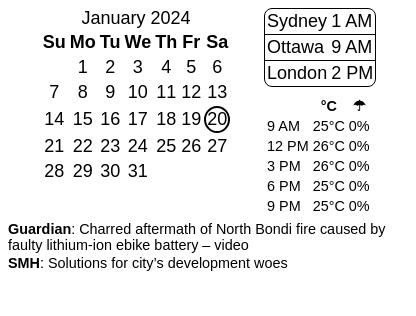 January 2024
Su Mo Tu We Th Fr Sa
1 2 3 4 5 6
7 8 9 10 11 12 13
14 15 16 17 18 19 20
21 22 23 24 25 26 27
28 29 30 31
Sydney 1 AM
Ottawa 9 AM
London 2 PM
°C ☂
9 AM 25°C 0%
12 PM 26°C 0%
3 PM 26°C 0%
6 PM 25°C 0%
9 PM 25°C 0%
Guardian: Charred aftermath of North Bondi fire caused by
faulty lithium-ion ebike battery – video
SMH: Solutions for city’s development woes